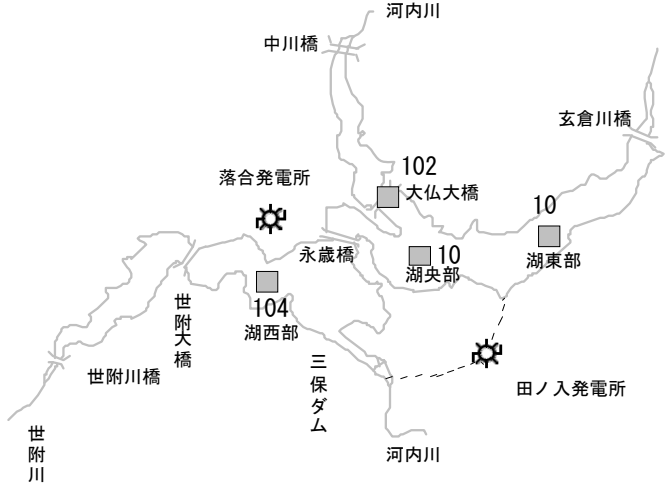 河内川
中川橋
玄倉川橋
102
大仏大橋
落合発電所
10
湖東部
永歳橋
10
湖央部
104
湖西部
世附大橋
三保ダム
世附川橋
田ノ入発電所
世附川
河内川